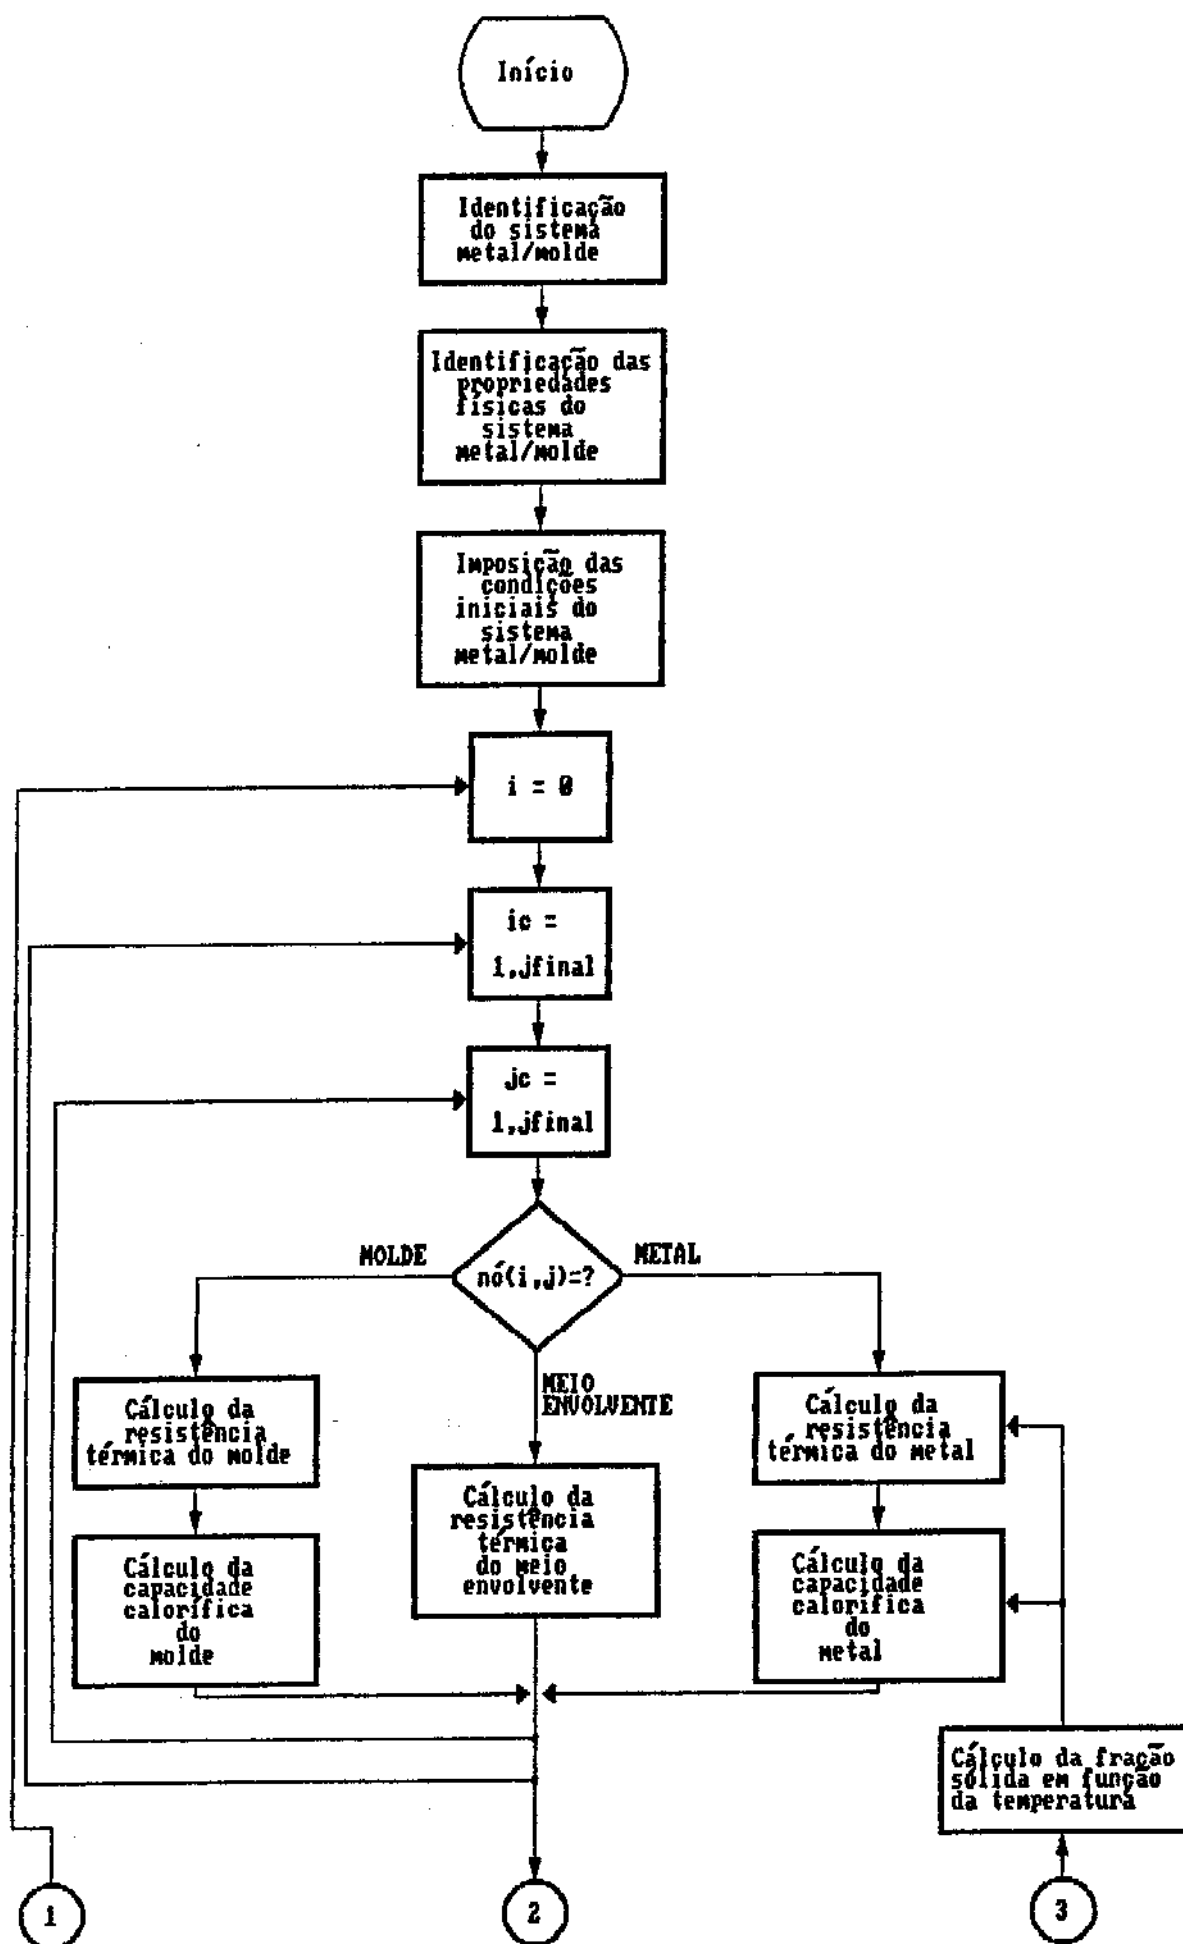 Início
Identificação
do sistema
metal/molde
Identificação das
propriedades
físicas do
sistema
metal/molde
Imposição das
condições
iniciais do
sistema
metal/molde
i = 0
ic =
1,jfinal
jc =
1,jfinal
MOLDE
nó(i,j)=?
METAL
MEIO
ENVOLVENTE
Cálculo da
resistência
térmica do molde
Cálculo da
resistência
térmica do metal
Cálculo da
resistência
térmica
do meio
envolvente
Cálculo da
capacidade
calorífica
do
molde
Cálculo da
capacidade
calorífica
do
metal
Cálculo da fração
sólida em função
da temperatura
1
2
3